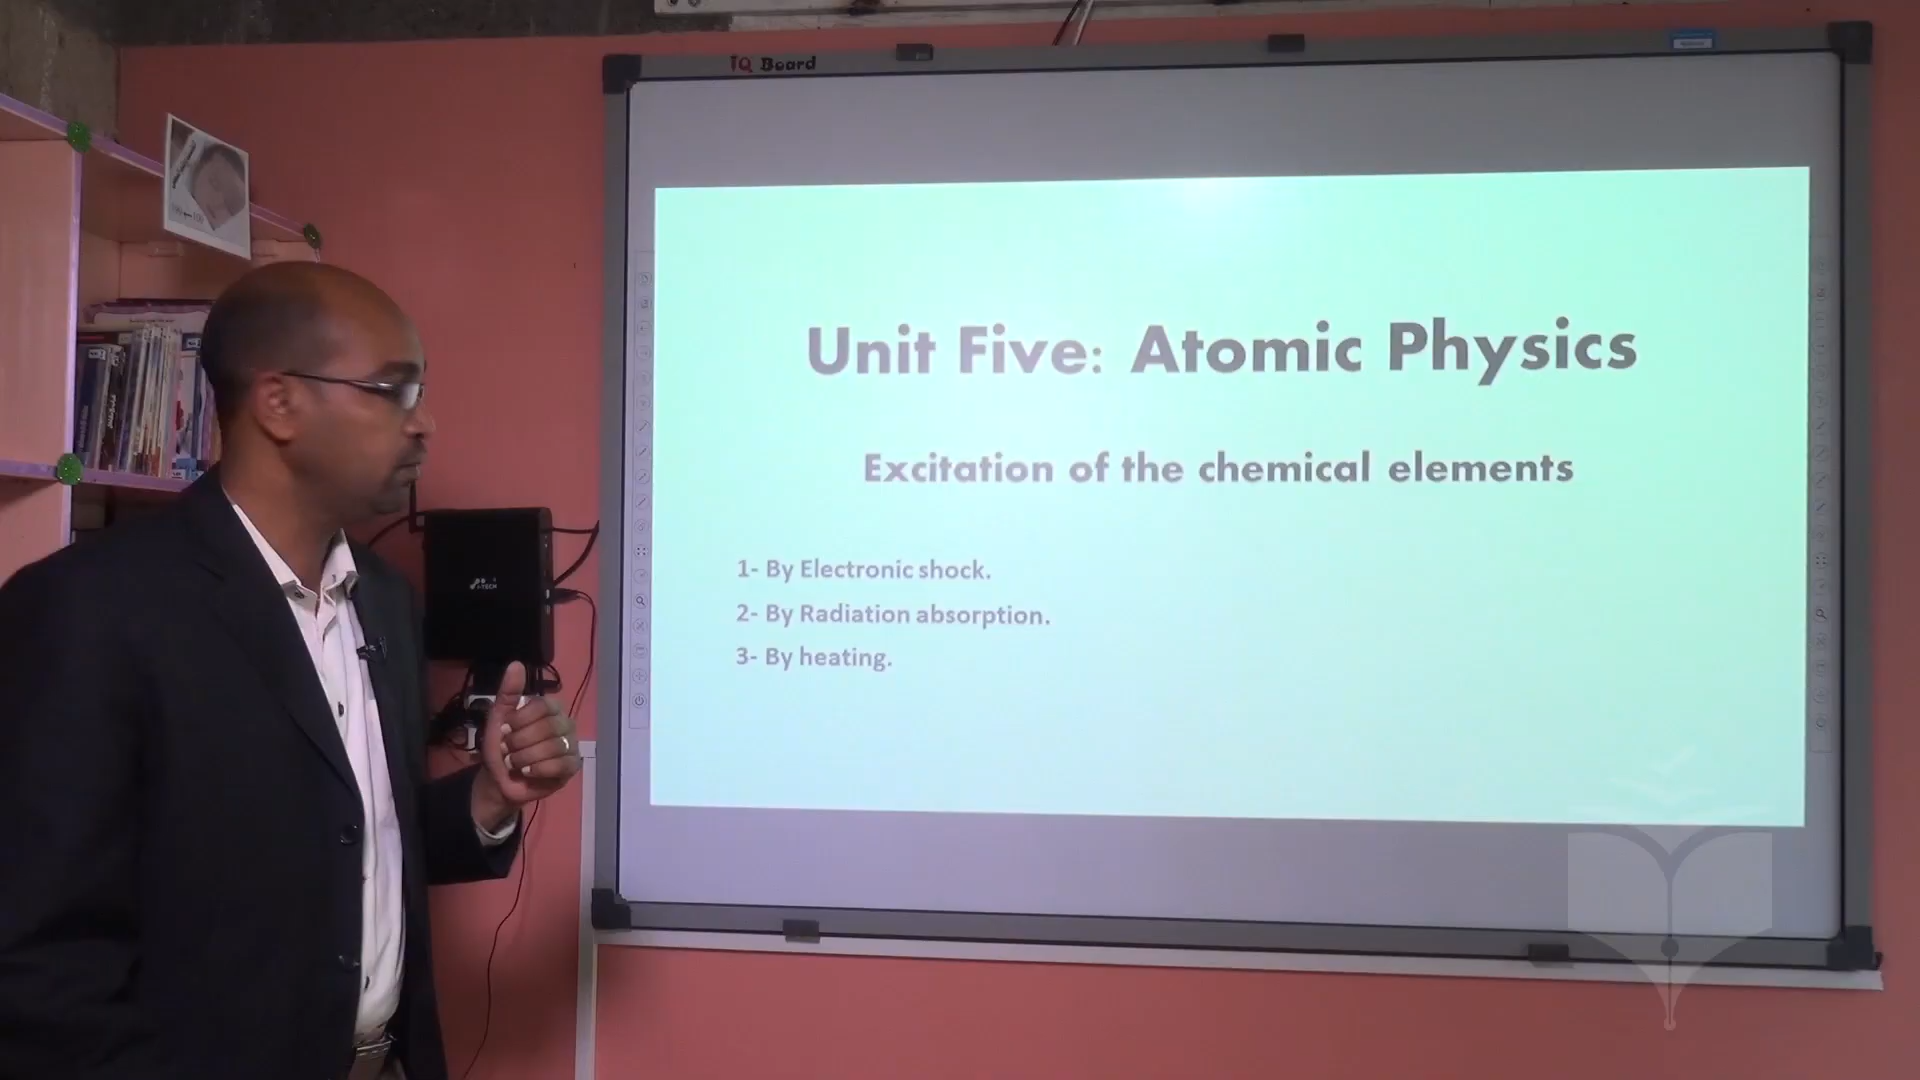 IQ Board
Unit Five: Atomic Physics
Excitation of the chemical elements
1- By Electronic shock.
2- By Radiation absorption.
3- By heating.